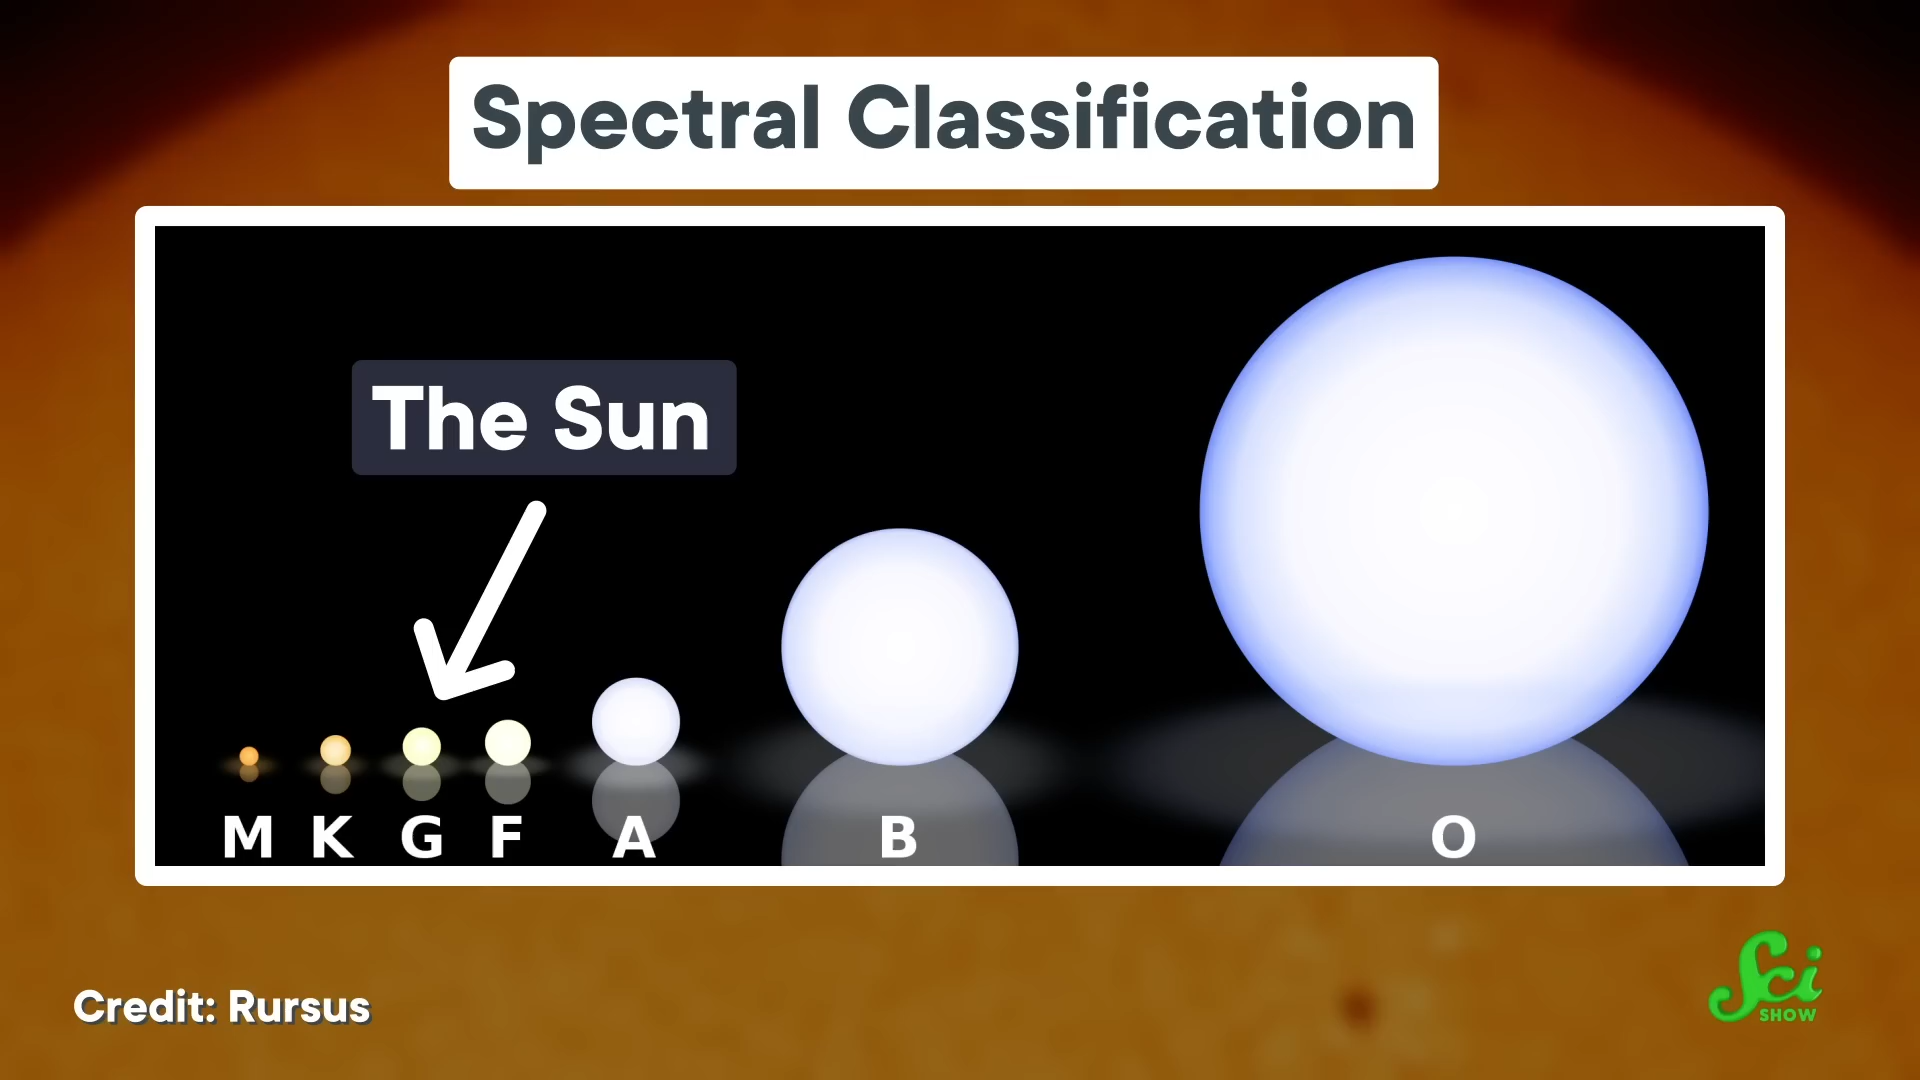 Spectral Classification
The Sun
M K G F A B O
Credit: Rursus
Sci
SHOW